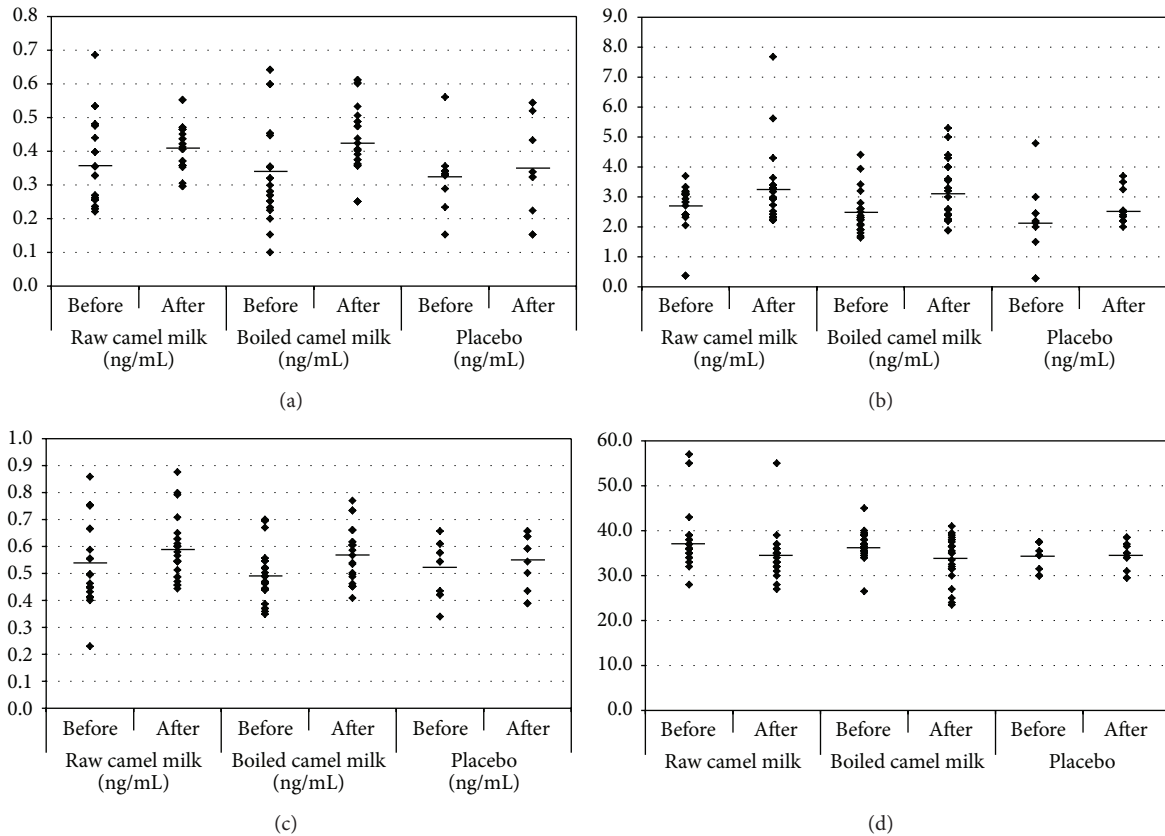 0.8
0.7
0.6
0.5
0.4
0.3
0.2
0.1
0.0
Before After Before After Before After
Raw camel milk Boiled camel milk Placebo
(ng/mL) (ng/mL) (ng/mL)
(a)
9.0
8.0
7.0
6.0
5.0
4.0
3.0
2.0
1.0
0.0
Before After Before After Before After
Raw camel milk Boiled camel milk Placebo
(ng/mL) (ng/mL) (ng/mL)
(b)
1.0
0.9
0.8
0.7
0.6
0.5
0.4
0.3
0.2
0.1
0.0
Before After Before After Before After
Raw camel milk Boiled camel milk Placebo
(ng/mL) (ng/mL) (ng/mL)
(c)
60.0
50.0
40.0
30.0
20.0
10.0
0.0
Before After Before After Before After
Raw camel milk Boiled camel milk Placebo
(d)